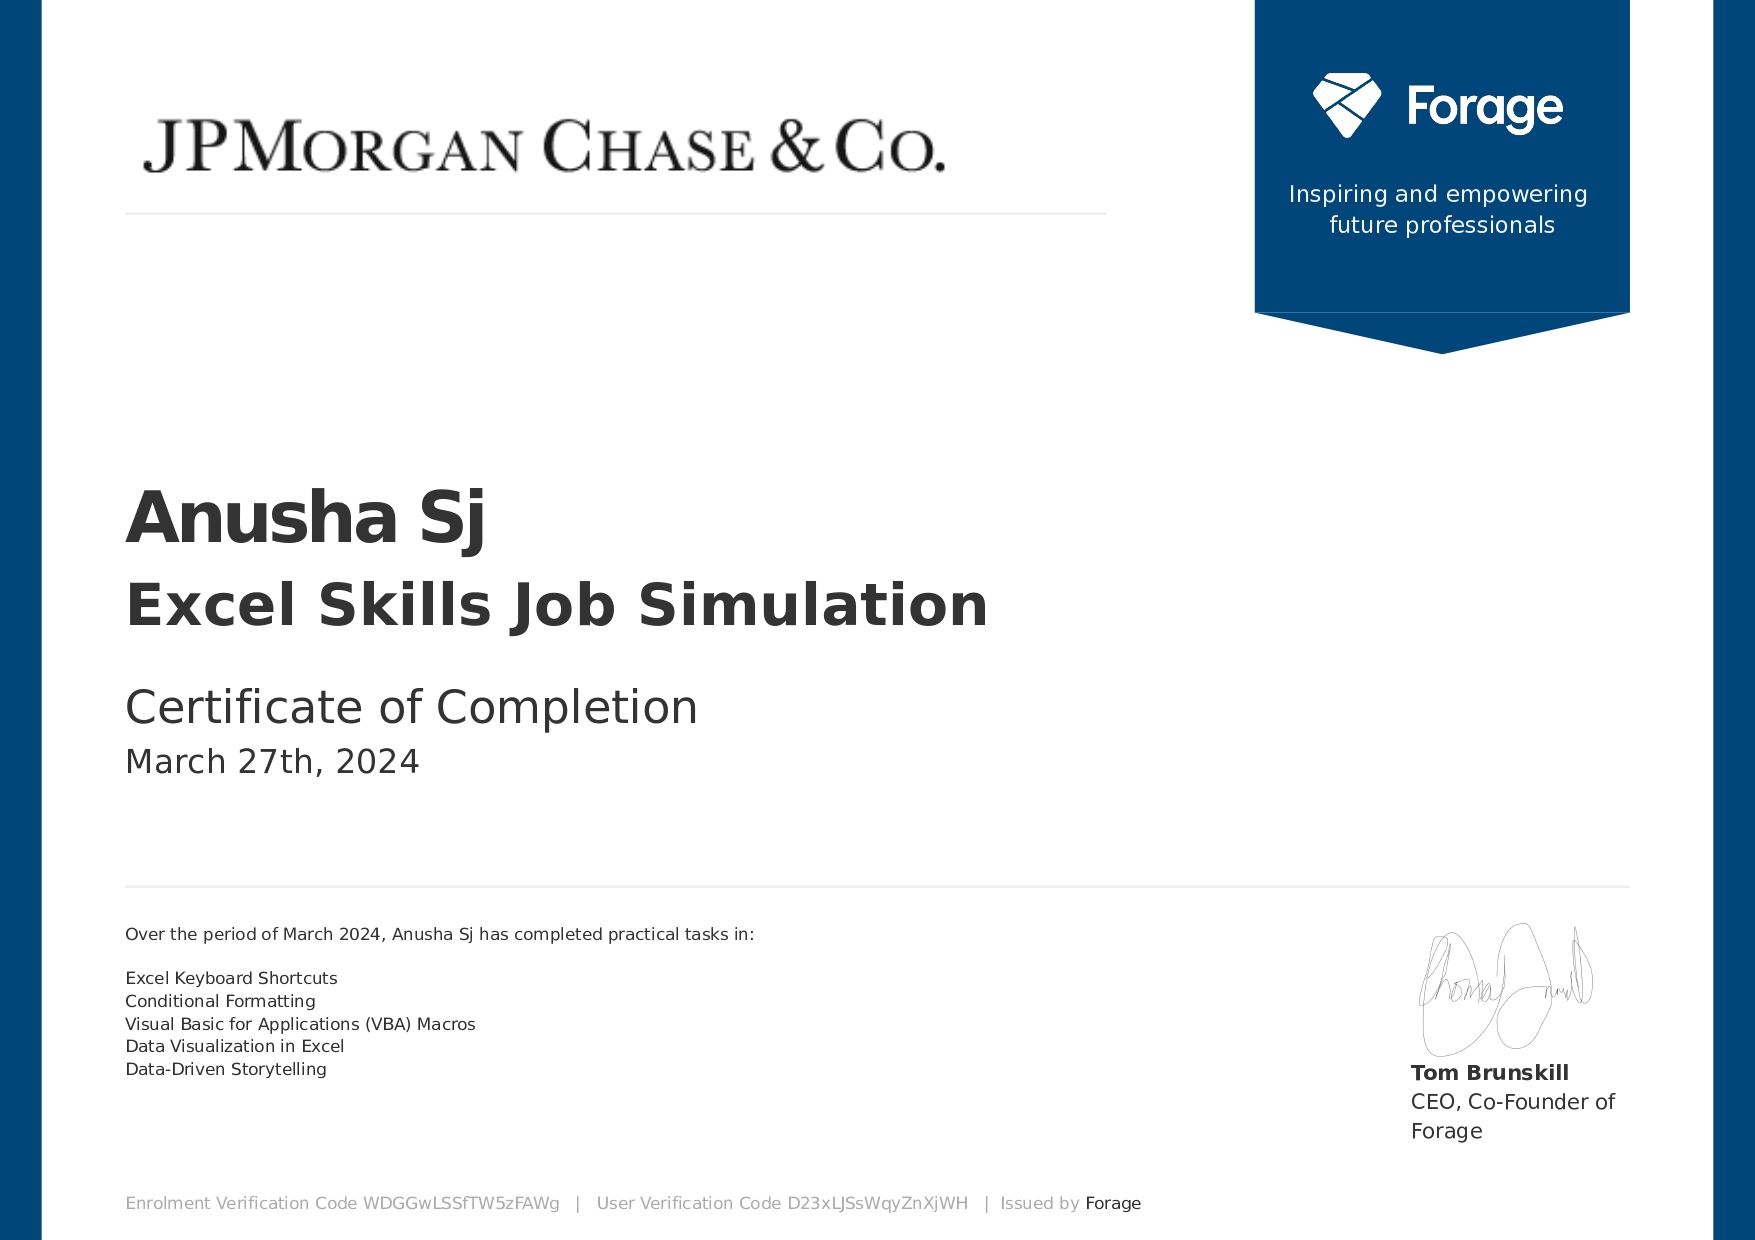 JPMORGAN CHASE & CO.
Forage
Inspiring and empowering
future professionals
Anusha Sj
Excel Skills Job Simulation
Certificate of Completion
March 27th, 2024
Over the period of March 2024, Anusha Sj has completed practical tasks in:
Excel Keyboard Shortcuts
Conditional Formatting
Visual Basic for Applications (VBA) Macros
Data Visualization in Excel
Data-Driven Storytelling
Tom Brunskill
CEO, Co-Founder of
Forage
Enrolment Verification Code WDGGwLSSfTW5zFAWg | User Verification Code D23xLJSsWqyZnXjWH | Issued by Forage